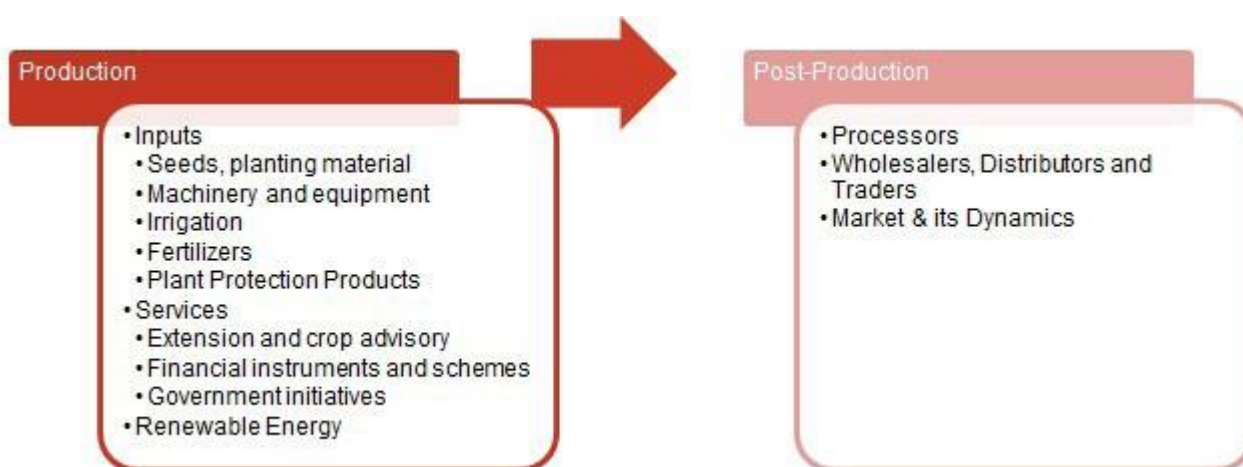 Production
• Inputs
• Seeds, planting material
• Machinery and equipment
• Irrigation
• Fertilizers
• Plant Protection Products
• Services
• Extension and crop advisory
• Financial instruments and schemes
• Government initiatives
• Renewable Energy
Post-Production
• Processors
• Wholesalers, Distributors and
Traders
• Market & its Dynamics